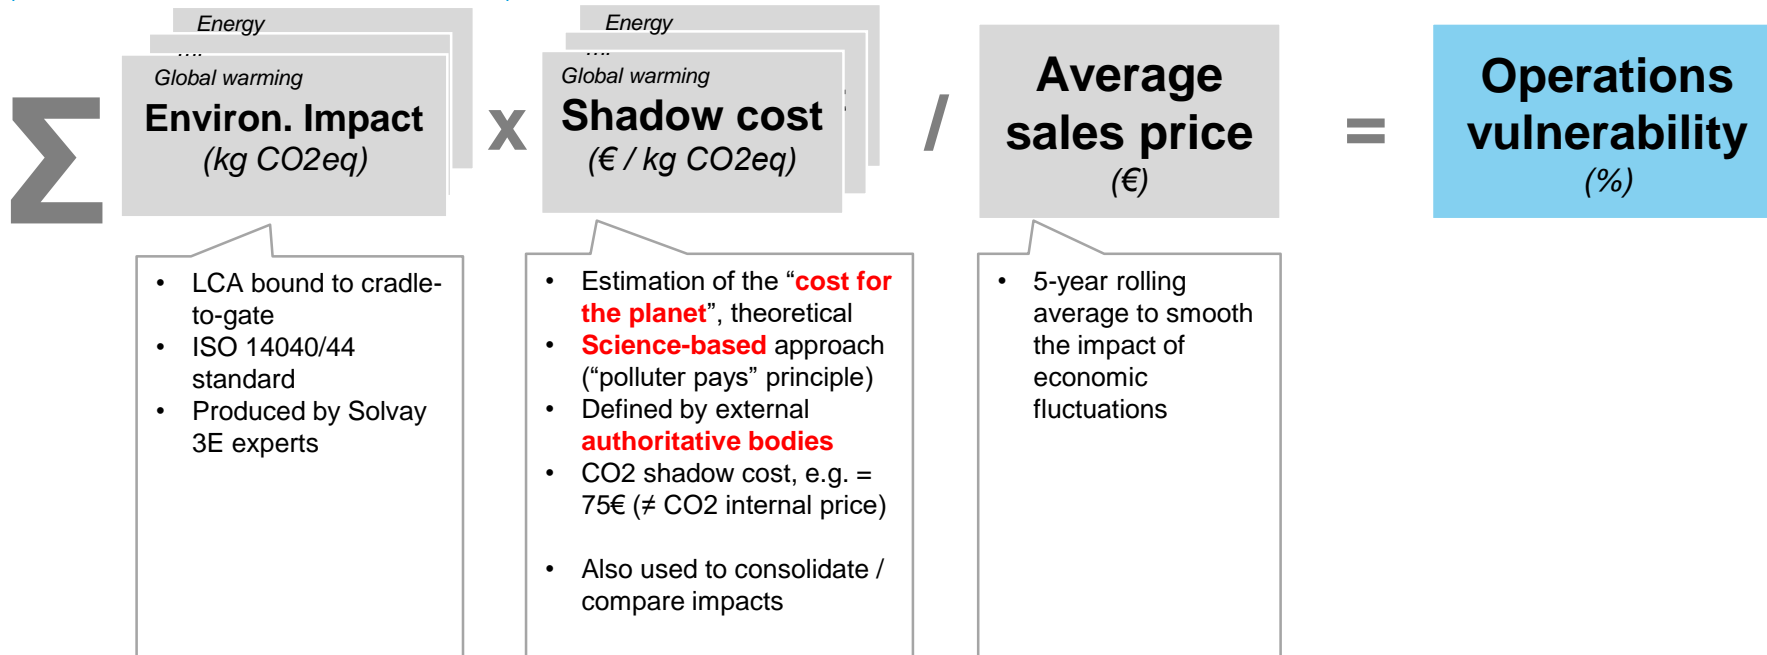 Energy
Global warming
Environ. Impact
(kg CO2eq)
Σ
x
Energy
Global warming
Shadow cost
(€ / kg CO2eq)
/
Average
sales price
(€)
=
Operations
vulnerability
(%)
• LCA bound to cradle-
to-gate
• ISO 14040/44
standard
• Produced by Solvay
3E experts
• Estimation of the “cost for
the planet”, theoretical
• Science-based approach
(“polluter pays” principle)
• Defined by external
authoritative bodies
• CO2 shadow cost, e.g. =
75€ (≠ CO2 internal price)
• Also used to consolidate /
compare impacts
• 5-year rolling
average to smooth
the impact of
economic
fluctuations